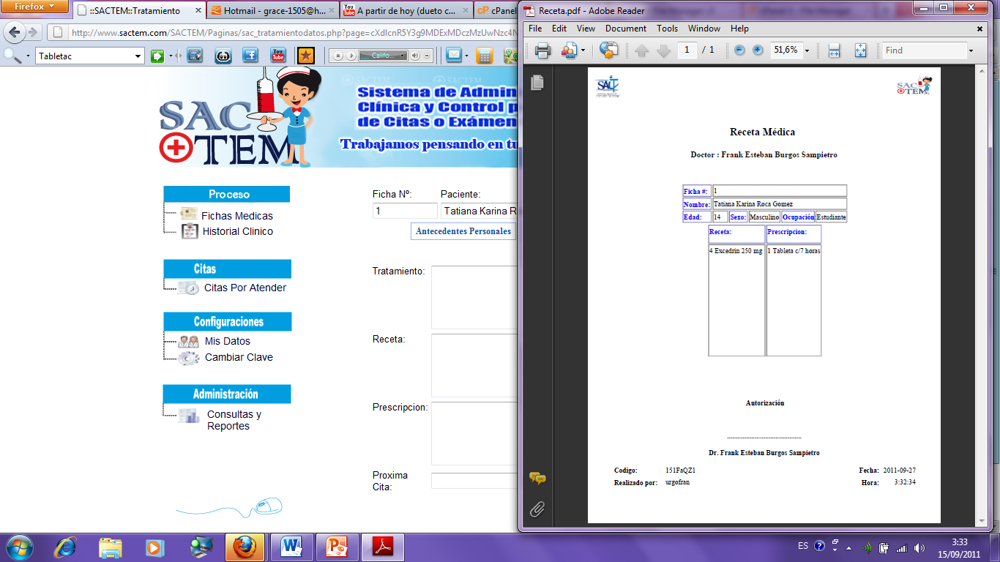 Firefox
::SACTEM::Tratamiento
Hotmail - grace-1505@h...
A partir de hoy (dueto c...
cPanel
http://www.sactem.com/SACTEM/Paginas/sac_tratamientodatos.php?page=cXdlcnR5Y3g9MDExMDczMzUwNzc4N
Tabletac
Califo...
SACTEM
Sistema de Admin
Clínica y Control p
de Citas o Exámen
Trabajamos pensando en tu
Proceso
Fichas Medicas
Historial Clinico
Citas
Citas Por Atender
Configuraciones
Mis Datos
Cambiar Clave
Administración
Consultas y
Reportes
Ficha Nº:
Paciente:
1
Tatiana Karina R
Antecedentes Personales
Tratamiento:
Receta:
Prescripcion:
Proxima
Cita:
Receta.pdf - Adobe Reader
File Edit View Document Tools Window Help
1 / 1
51,6%
Find
SACTEM
Receta Médica
Doctor : Frank Esteban Burgos Sampietro
Ficha #: 1
Nombre: Tatiana Karina Roca Gomez
Edad: 14 Sexo: Masculino Ocupación Estudiante
Receta: Prescripcion:
4 Excedrin 250 mg 1 Tableta c/7 horas
Autorización
Dr. Frank Esteban Burgos Sampietro
Codigo: 151FaQZ1
Fecha: 2011-09-27
Realizado por: urgofran
Hora: 3:32:34
ES
3:33
15/09/2011